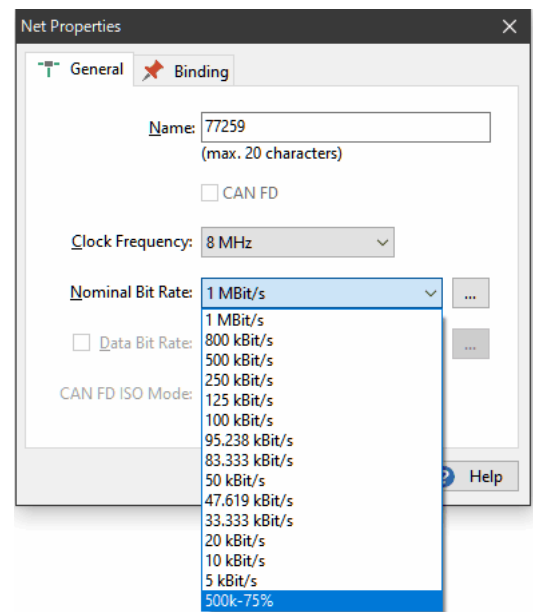 Net Properties
General
Binding
Name: 77259
(max. 20 characters)
CAN FD
Clock Frequency: 8 MHz
Nominal Bit Rate: 1 MBit/s ...
1 MBit/s
Data Bit Rate: 800 kBit/s ...
500 kBit/s
250 kBit/s
CAN FD ISO Mode: 125 kBit/s
100 kBit/s
95.238 kBit/s
83.333 kBit/s
50 kBit/s Help
47.619 kBit/s
33.333 kBit/s
20 kBit/s
10 kBit/s
5 kBit/s
500k-75%